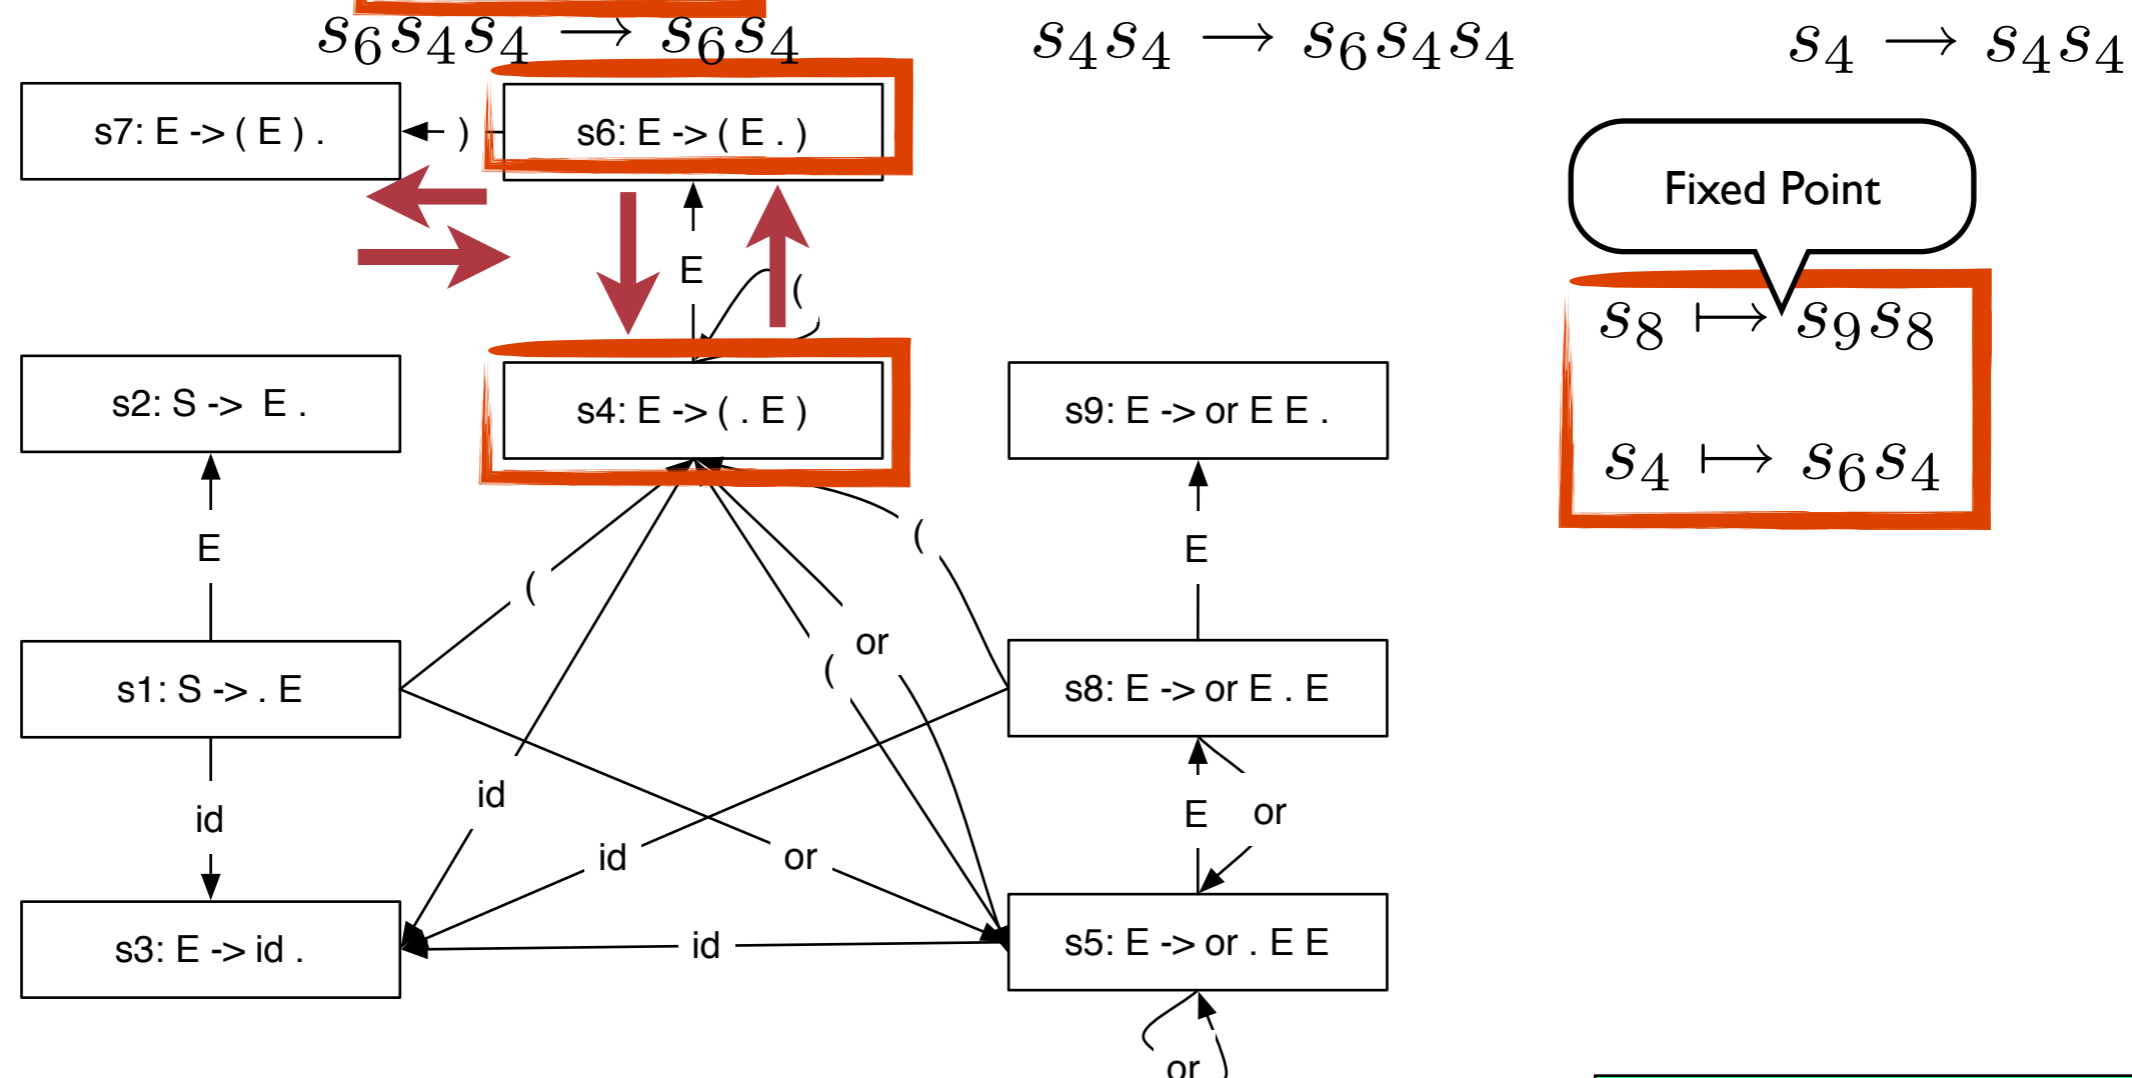 s₆s₄s₄ → s₆s₄
s₄s₄ → s₆s₄s₄
s₄ → s₄s₄
s7: E -> ( E ) .
)
s6: E -> ( E . )
Fixed Point
E
(
s₈ ↦ s₉s₈
s2: S -> E .
s4: E -> ( . E )
s9: E -> or E E .
s₄ ↦ s₆s₄
E
(
(
E
or
(
s1: S -> . E
s8: E -> or E . E
id
id
E
or
id
or
s3: E -> id .
id
s5: E -> or . E E
or